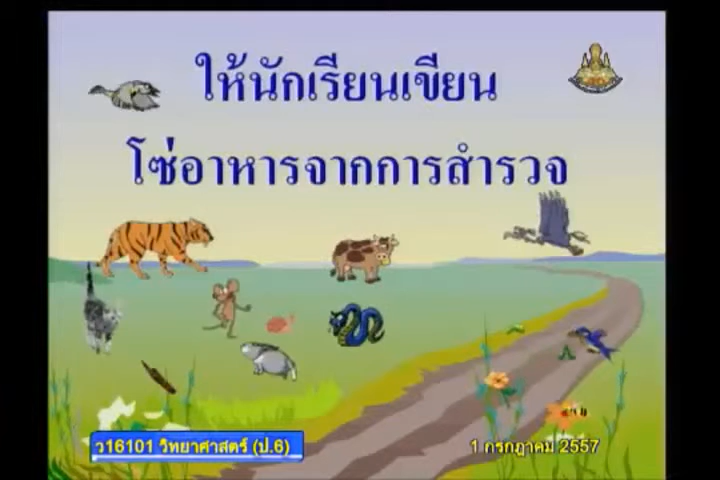 ให้นักเรียนเขียน
โซ่อาหารจากการสำรวจ
ว16101 วิทยาศาสตร์ (ป.6)
1 กรกฎาคม 2557